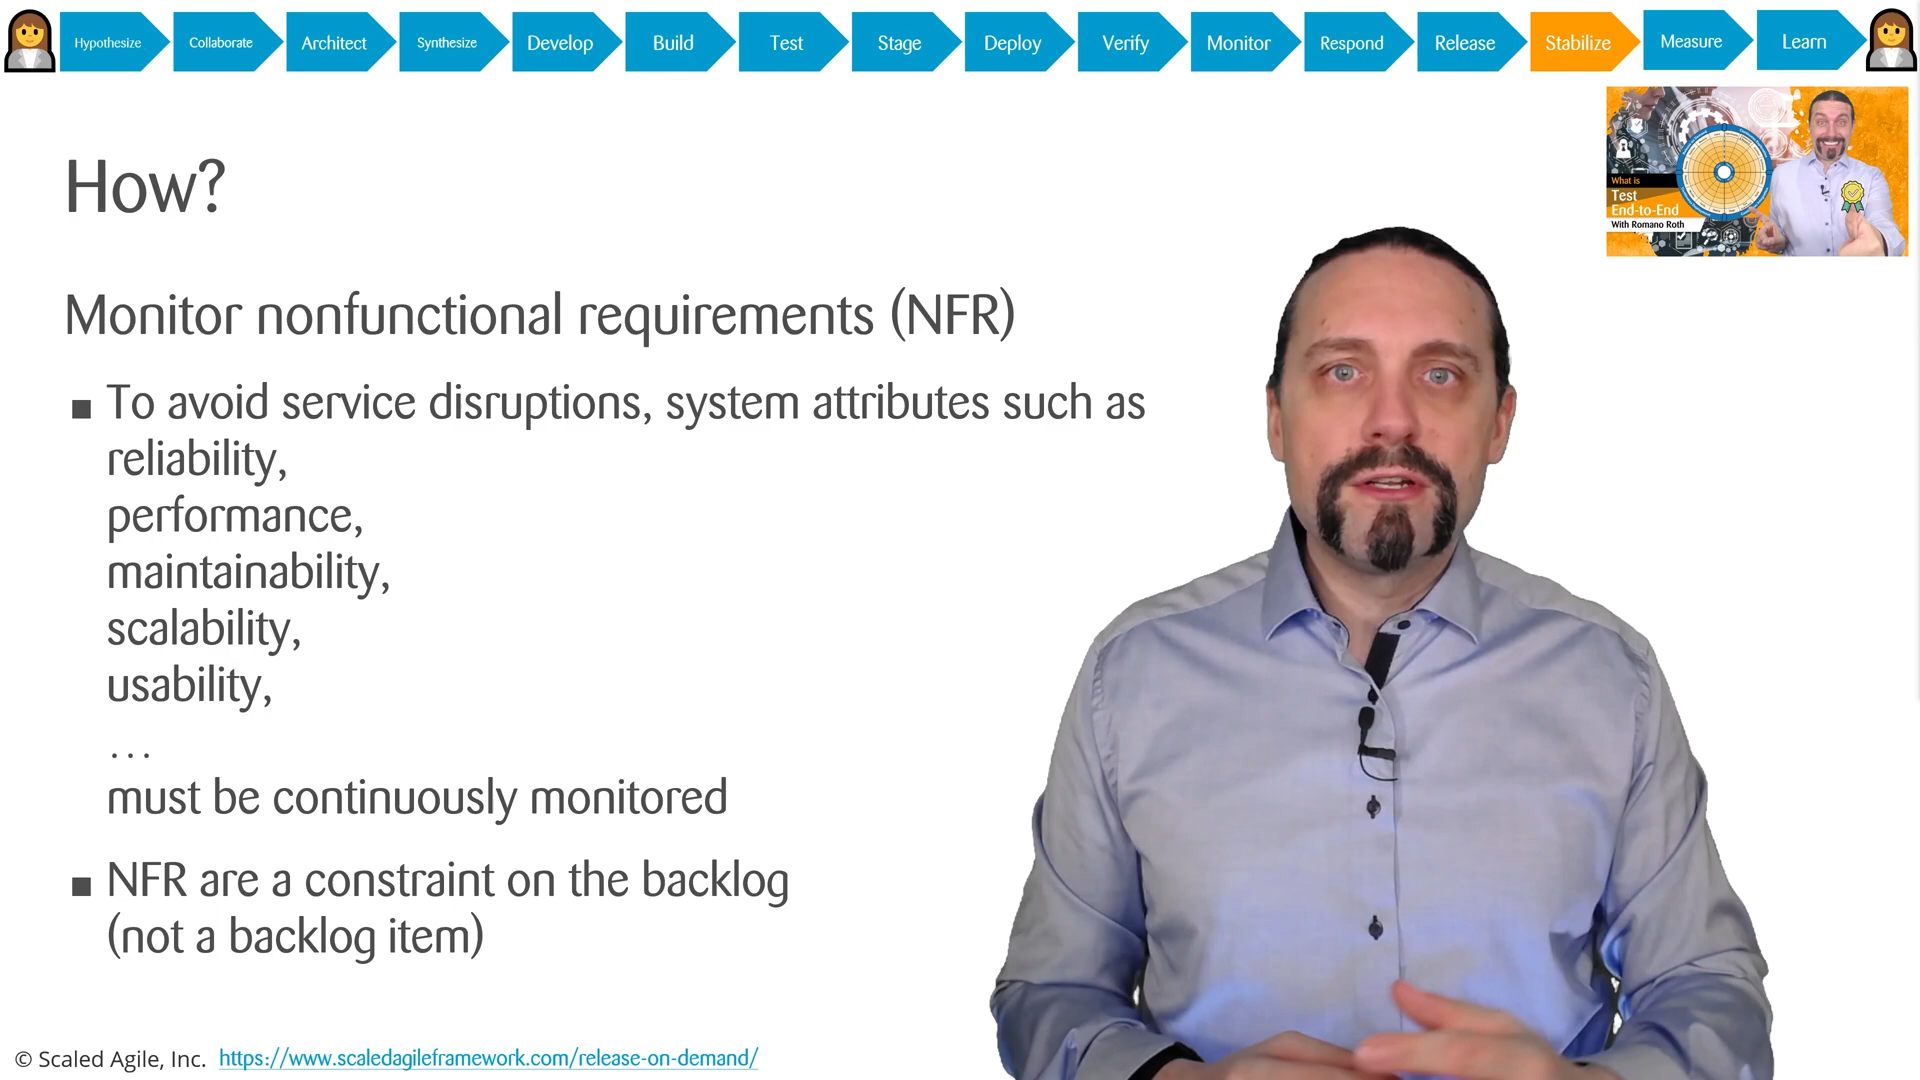 Hypothesize
Collaborate
Architect
Synthesize
Develop
Build
Test
Stage
Deploy
Verify
Monitor
Respond
Release
Stabilize
Measure
Learn
What is
Test
End-to-End
With Romano Roth
How?
Monitor nonfunctional requirements (NFR)
■ To avoid service disruptions, system attributes such as
reliability,
performance,
maintainability,
scalability,
usability,
...
must be continuously monitored
■ NFR are a constraint on the backlog
(not a backlog item)
© Scaled Agile, Inc. https://www.scaledagileframework.com/release-on-demand/